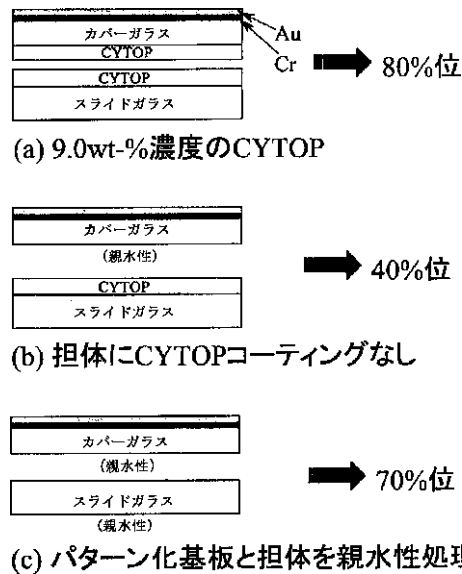 カバーガラス
CYTOP
Au
Cr
80%位
CYTOP
スライドガラス
(a) 9.0wt-%濃度のCYTOP
カバーガラス
(親水性)
40%位
CYTOP
スライドガラス
(b) 担体にCYTOPコーティングなし
カバーガラス
(親水性)
70%位
スライドガラス
(親水性)
(c) パターン化基板と担体を親水性処理